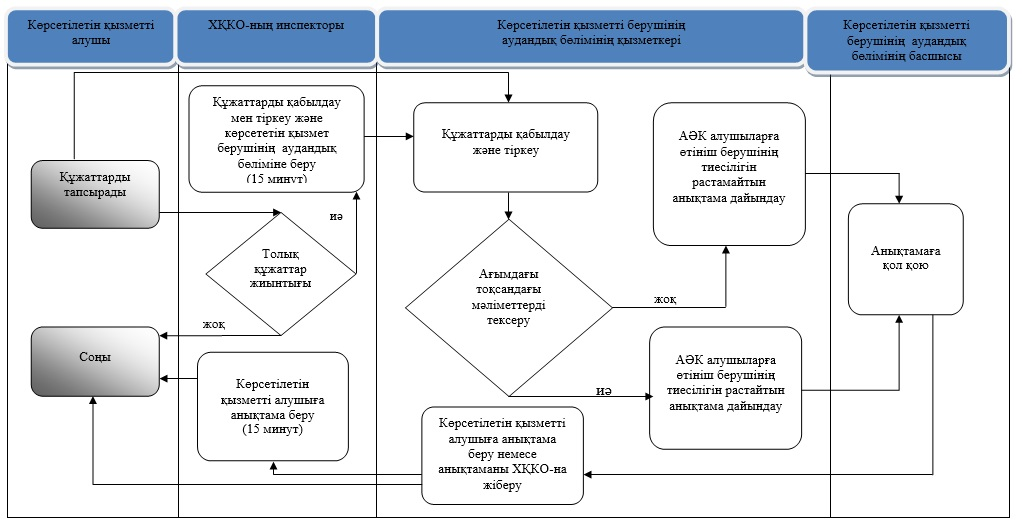 Көрсетілетін қызметті
алушы
ХҚКО-ның инспекторы
Көрсетілетін қызметті берушінің
аудандық бөлімінің қызметкері
Көрсетілетін қызметті
берушінің аудандық
бөлімінің басшысы
Құжаттарды
тапсырады
Құжаттарды қабылдау
мен тіркеу және
көрсететін қызмет
берушінің аудандық
бөліміне беру
(15 минут)
Құжаттарды қабылдау
және тіркеу
АӘК алушыларға
өтініш берушінің
тиесілігін
растамайтын
анықтама дайындау
иә
Толық
құжаттар
жиынтығы
Анықтамаға
қол қою
Ағымдағы
тоқсандағы
мәліметтерді
тексеру
жоқ
жоқ
Соңы
Көрсетілетін
қызметті алушыға
анықтама беру
(15 минут)
АӘК алушыларға
өтініш берушінің
тиесілігін растайтын
анықтама дайындау
иә
Көрсетілетін қызметті
алушыға анықтама
беру немесе
анықтаманы ХҚКО-на
жіберу